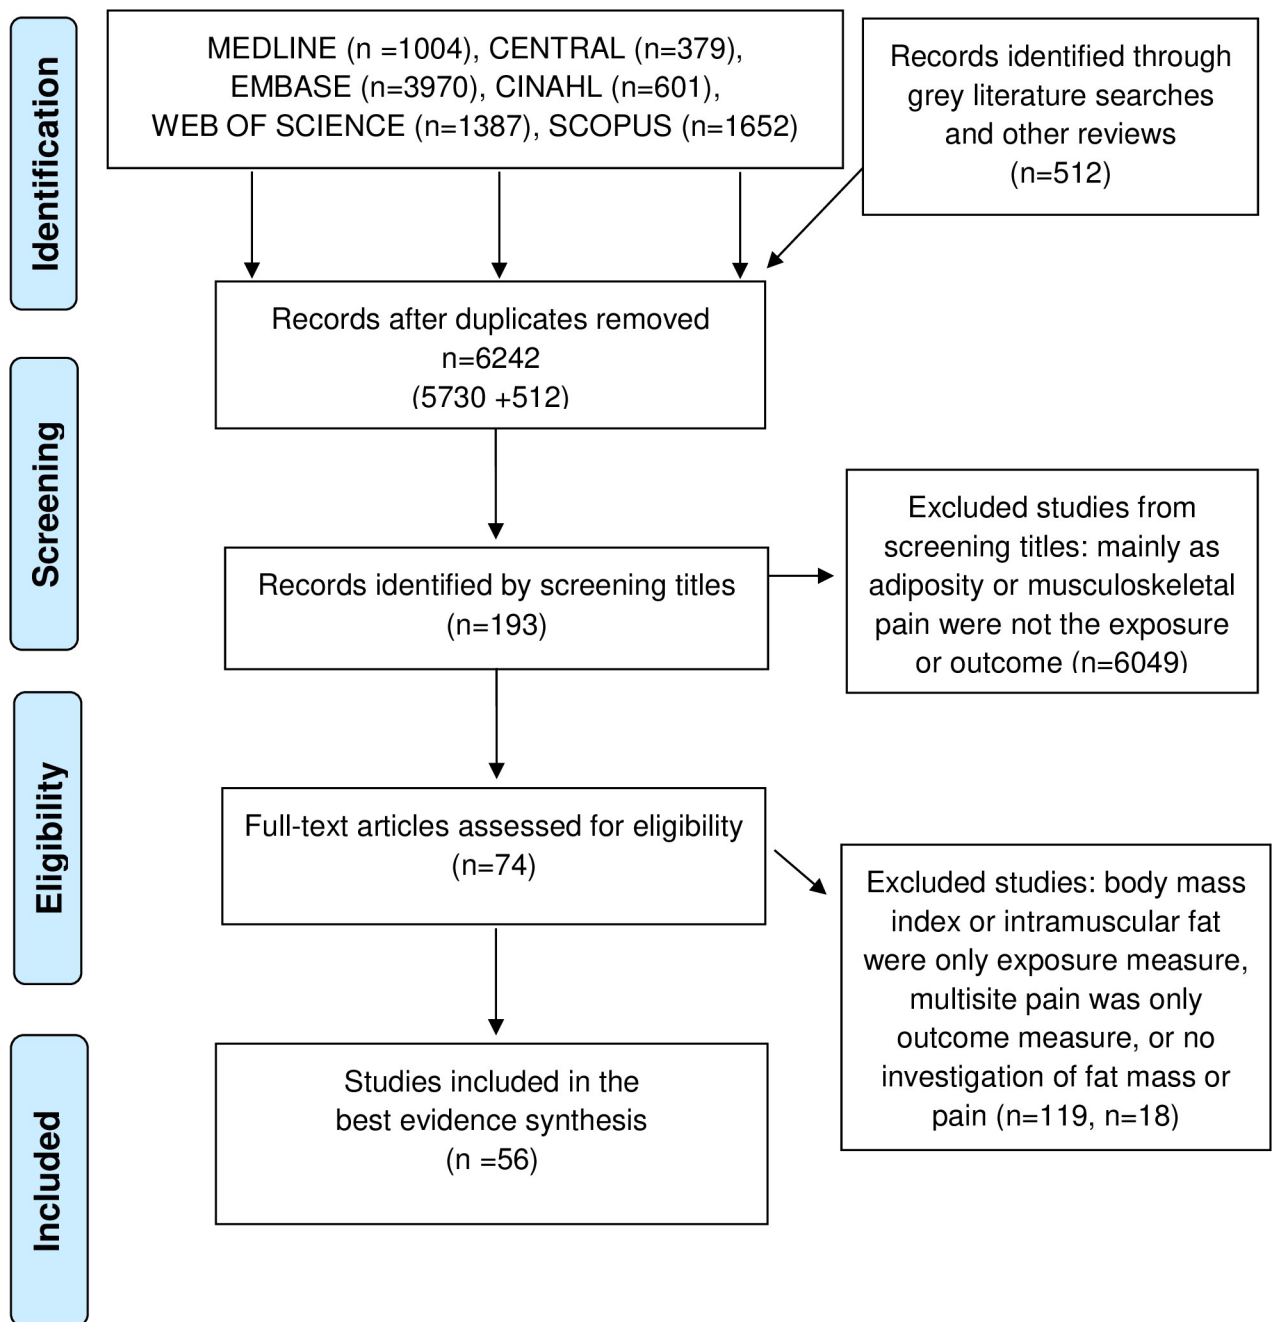 Identification
MEDLINE (n =1004), CENTRAL (n=379),
EMBASE (n=3970), CINAHL (n=601),
WEB OF SCIENCE (n=1387), SCOPUS (n=1652)
Records identified through
grey literature searches
and other reviews
(n=512)
Records after duplicates removed
n=6242
(5730 +512)
Screening
Records identified by screening titles
(n=193)
Excluded studies from
screening titles: mainly as
adiposity or musculoskeletal
pain were not the exposure
or outcome (n=6049)
Eligibility
Full-text articles assessed for eligibility
(n=74)
Excluded studies: body mass
index or intramuscular fat
were only exposure measure,
multisite pain was only
outcome measure, or no
investigation of fat mass or
pain (n=119, n=18)
Included
Studies included in the
best evidence synthesis
(n =56)